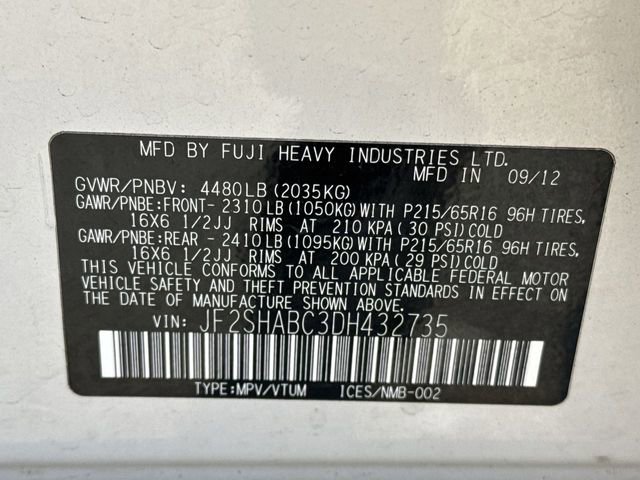 MFD BY FUJI HEAVY INDUSTRIES LTD.
MFD IN 09/12
GVWR/PNBV: 4480LB (2035KG)
GAWR/PNBE:FRONT- 2310LB(1050KG)WITH P215/65R16 96H TIRES,
16X6 1/2JJ RIMS AT 210 KPA ( 30 PSI)COLD
GAWR/PNBE:REAR - 2410LB(1095KG)WITH P215/65R16 96H TIRES,
16X6 1/2JJ RIMS AT 200 KPA ( 29 PSI)COLD
THIS VEHICLE CONFORMS TO ALL APPLICABLE FEDERAL MOTOR
VEHICLE SAFETY AND THEFT PREVENTION STANDARDS IN EFFECT ON
THE DATE OF MANUFACTURE SHOWN ABOVE.
VIN: JF2SHABC3DH432735
TYPE:MPV/VTUM ICES/NMB-002